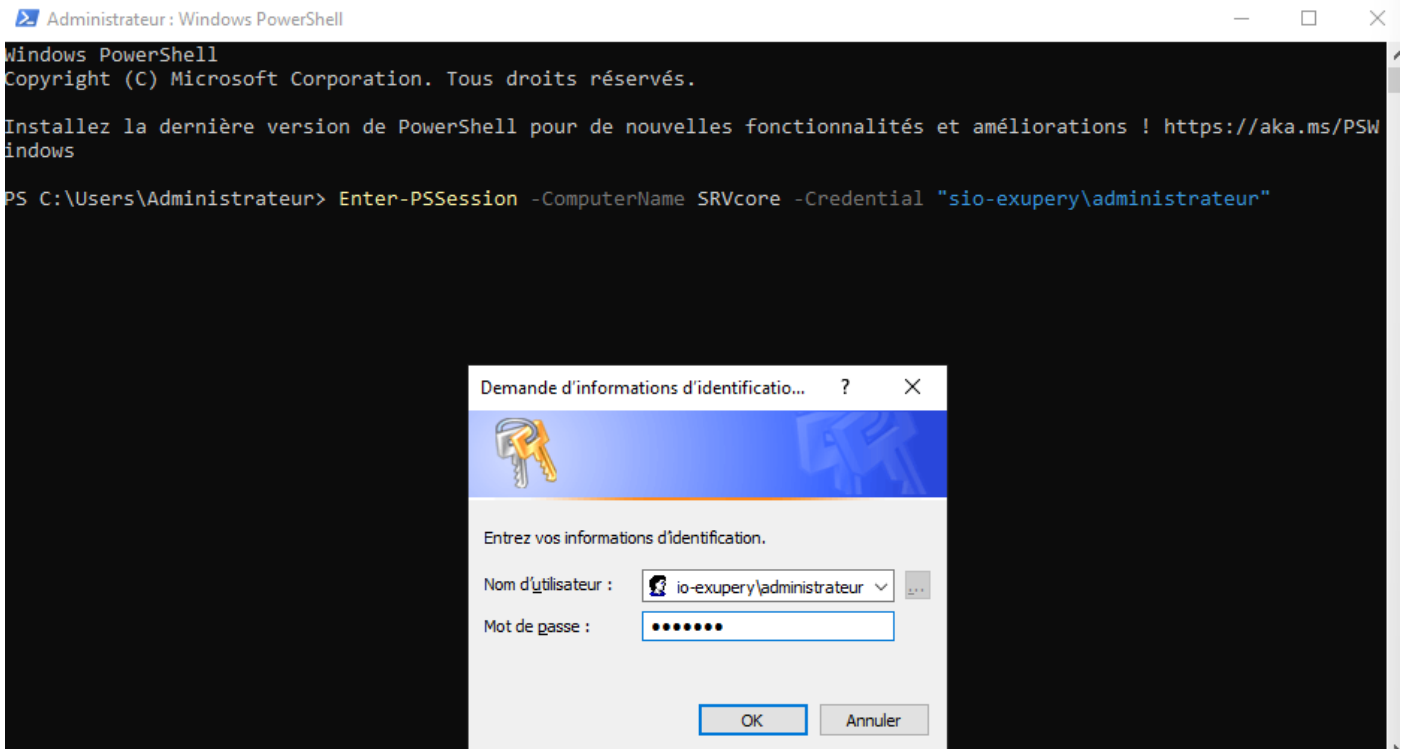 Administrateur : Windows PowerShell
Windows PowerShell
Copyright (C) Microsoft Corporation. Tous droits réservés.
Installez la dernière version de PowerShell pour de nouvelles fonctionnalités et améliorations ! https://aka.ms/PSW
indows
PS C:\Users\Administrateur> Enter-PSSession -ComputerName SRVcore -Credential "sio-exupery\administrateur"
Demande d'informations d'identificatio... ?
Entrez vos informations d'identification.
Nom d'utilisateur : io-exupery\administrateur ...
Mot de passe : •••••••
OK Annuler